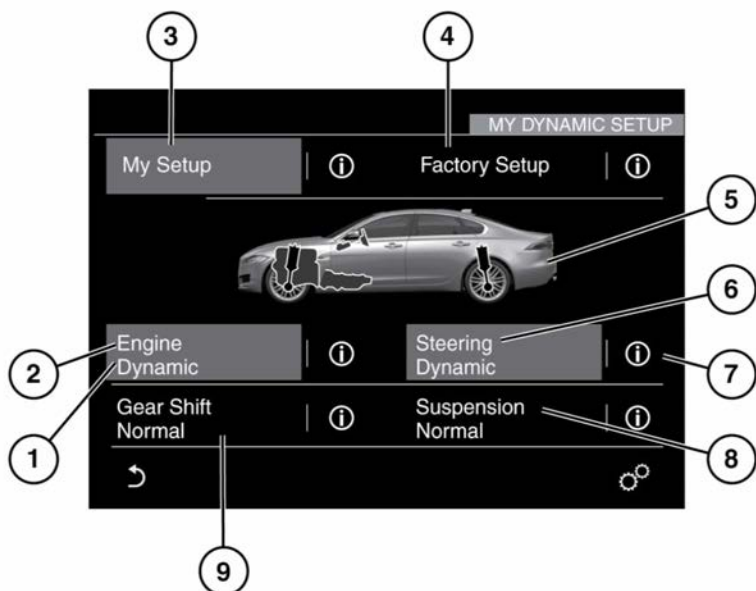 3
4
MY DYNAMIC SETUP
My Setup
Factory Setup
5
6
Engine
Dynamic
Steering
Dynamic
2
7
Gear Shift
Normal
Suspension
Normal
1
8
9